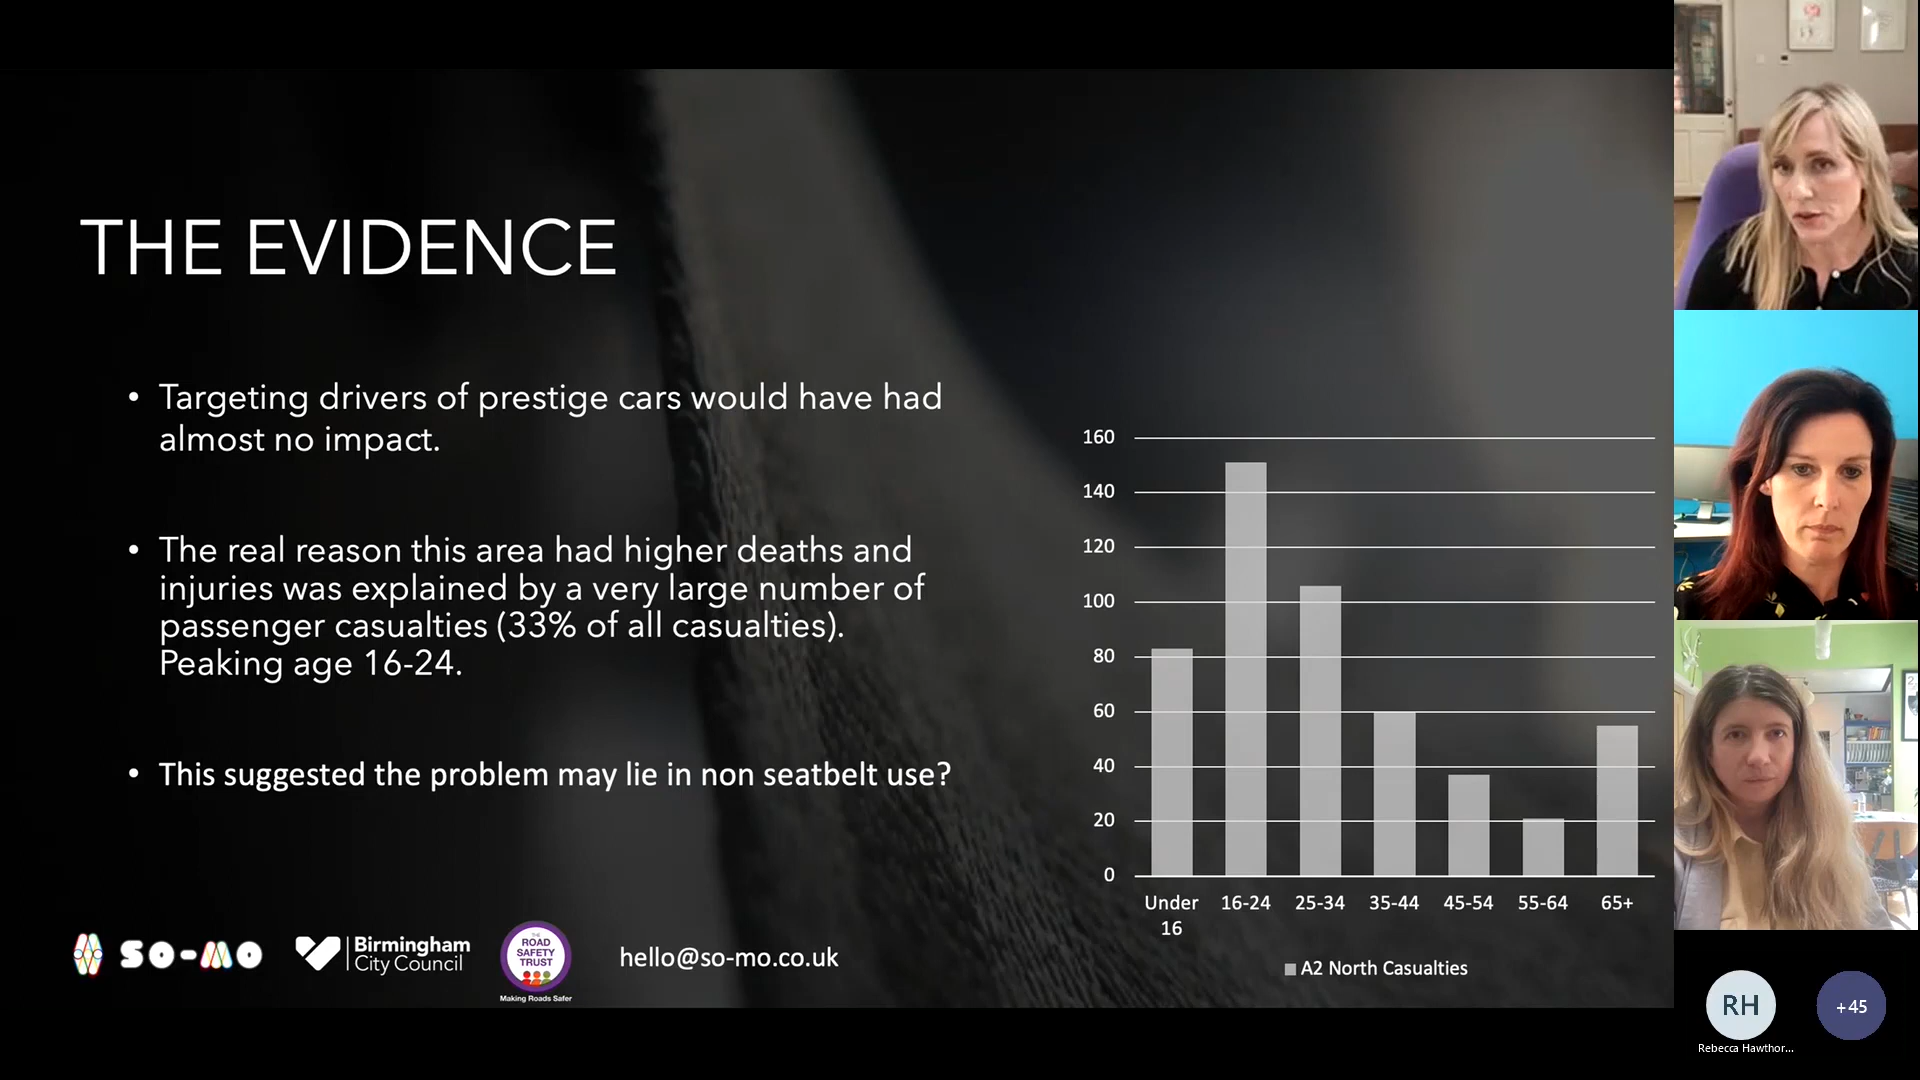 THE EVIDENCE
• Targeting drivers of prestige cars would have had
almost no impact.
• The real reason this area had higher deaths and
injuries was explained by a very large number of
passenger casualties (33% of all casualties).
Peaking age 16-24.
• This suggested the problem may lie in non seatbelt use?
160
140
120
100
80
60
40
20
0
Under 16 16-24 25-34 35-44 45-54 55-64 65+
A2 North Casualties
SO-MO
Birmingham
City Council
THE
ROAD
SAFETY
TRUST
Making Roads Safer
hello@so-mo.co.uk
RH
Rebecca Hawthor...
+45